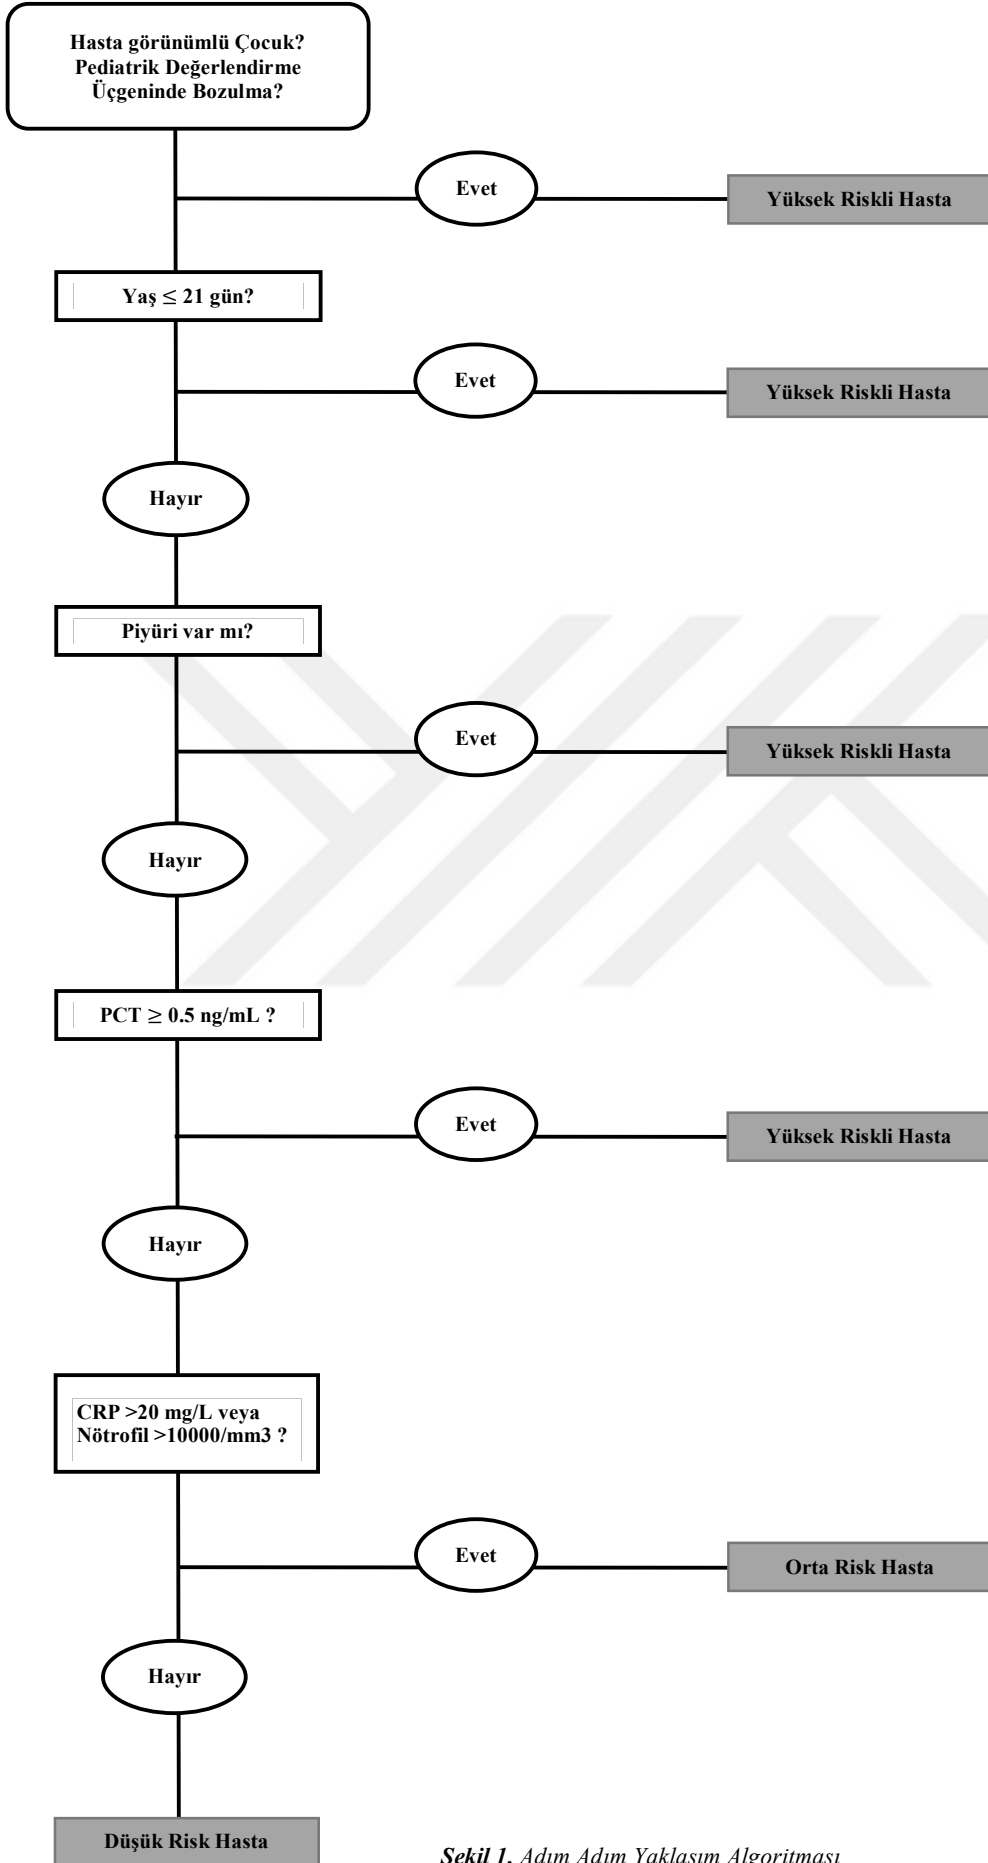 Hasta görünümlü Çocuk?
Pediatrik Değerlendirme
Üçgeninde Bozulma?
Evet
Yüksek Riskli Hasta
Yaş ≤ 21 gün?
Evet
Yüksek Riskli Hasta
Hayır
Piyüri var mı?
Evet
Yüksek Riskli Hasta
Hayır
PCT ≥ 0.5 ng/mL ?
Evet
Yüksek Riskli Hasta
Hayır
CRP >20 mg/L veya
Nötrofil >10000/mm3 ?
Evet
Orta Risk Hasta
Hayır
Düşük Risk Hasta
Şekil 1. Adım Adım Yaklaşım Algoritması